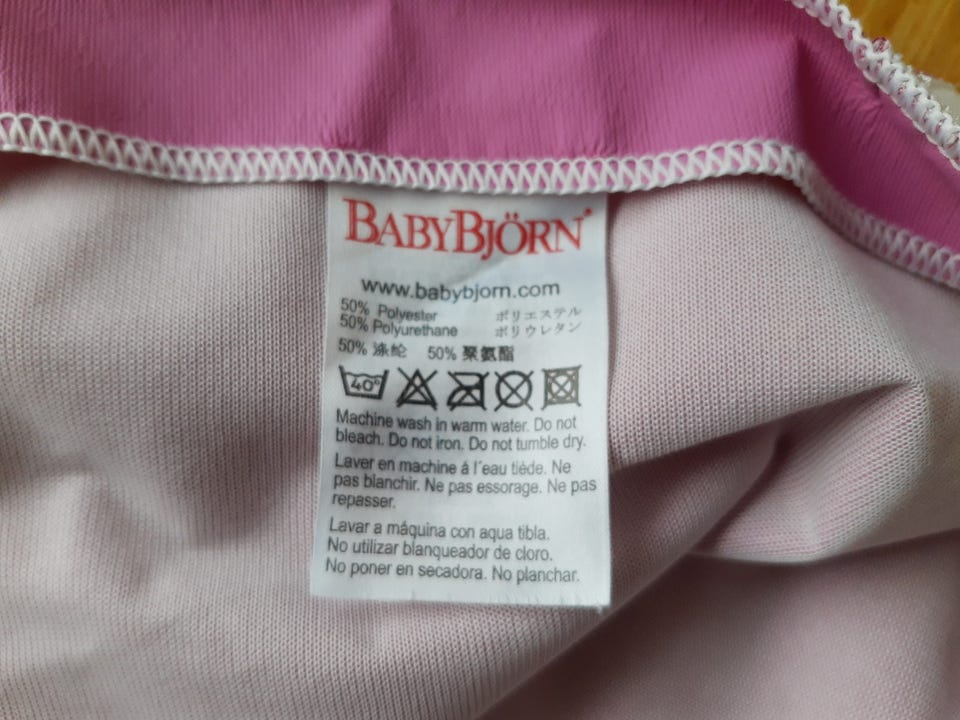 BABYBJÖRN®
www.babybjorn.com
50% Polyester ポリエステル
50% Polyurethane ポリウレタン
50% 涤纶 50% 聚氨酯
40°
Machine wash in warm water. Do not
bleach. Do not iron. Do not tumble dry.
Laver en machine á l´eau tiéde. Ne
pas blanchir. Ne pas essorage. Ne pas
repasser.
Lavar a máquina con aqua tibla.
No utilizar blanqueador de cloro.
No poner en secadora. No planchar.